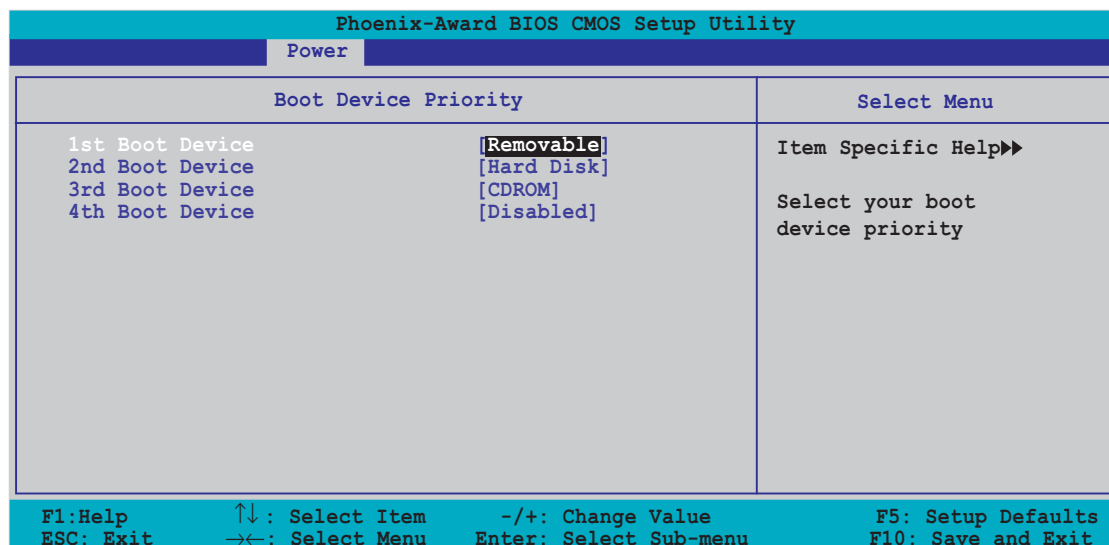 Phoenix-Award BIOS CMOS Setup Utility
Power
Boot Device Priority
Select Menu
1st Boot Device [Removable]
2nd Boot Device [Hard Disk]
3rd Boot Device [CDROM]
4th Boot Device [Disabled]
Item Specific Help▶▶
Select your boot
device priority
F1:Help ↑↓: Select Item -/+: Change Value F5: Setup Defaults
ESC: Exit →←: Select Menu Enter: Select Sub-menu F10: Save and Exit